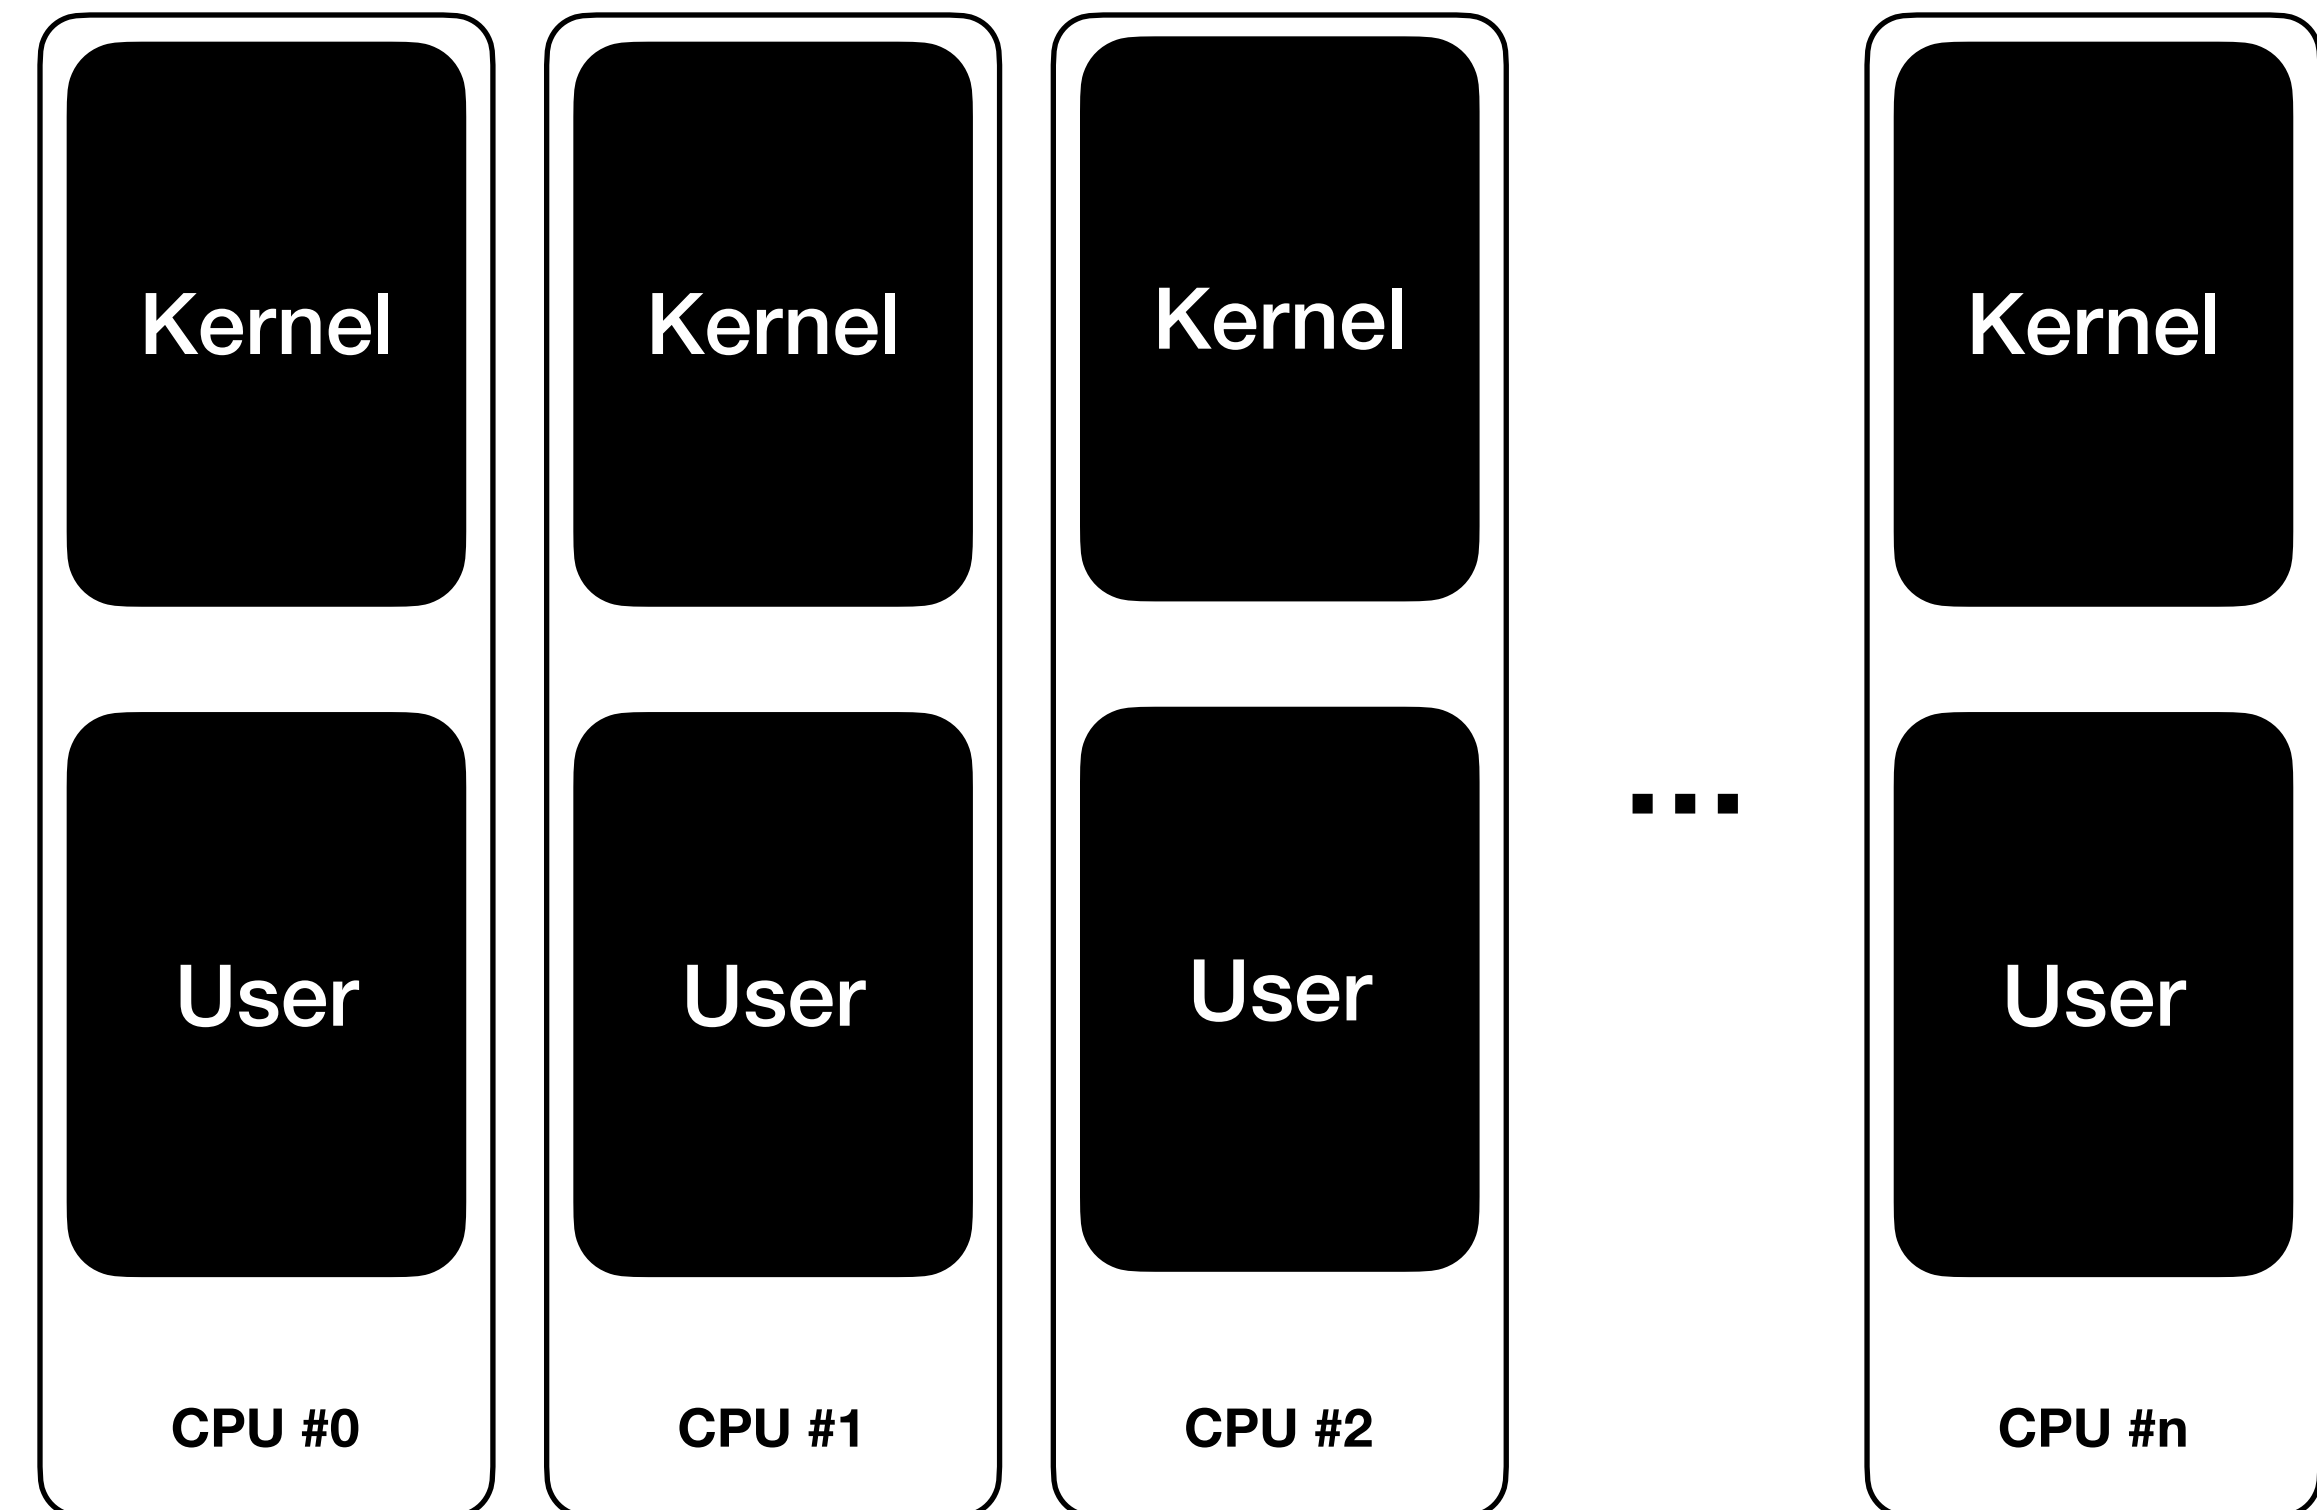 Kernel Kernel Kernel Kernel
...
User User User User
CPU #0 CPU #1 CPU #2 CPU #n